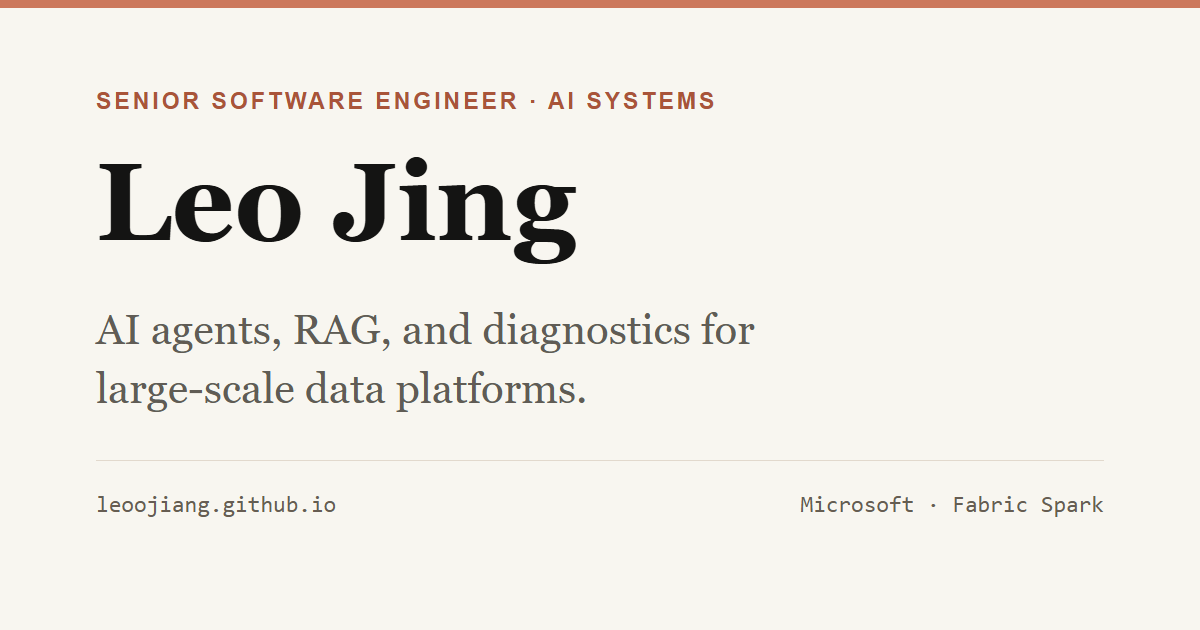 SENIOR SOFTWARE ENGINEER · AI SYSTEMS
Leo Jing
AI agents, RAG, and diagnostics for
large-scale data platforms.
leoojiang.github.io
Microsoft · Fabric Spark